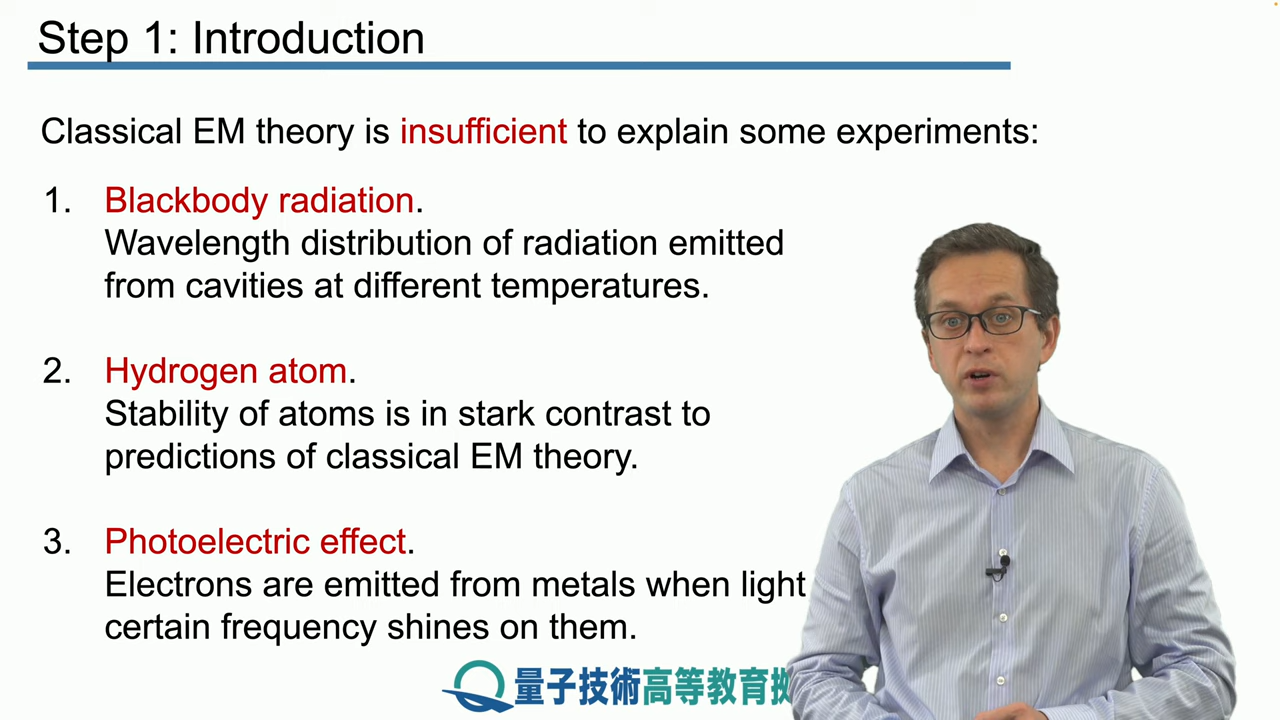 Step 1: Introduction
Classical EM theory is insufficient to explain some experiments:
1. Blackbody radiation.
Wavelength distribution of radiation emitted
from cavities at different temperatures.
2. Hydrogen atom.
Stability of atoms is in stark contrast to
predictions of classical EM theory.
3. Photoelectric effect.
Electrons are emitted from metals when light
certain frequency shines on them.
量子技術高等教育拠